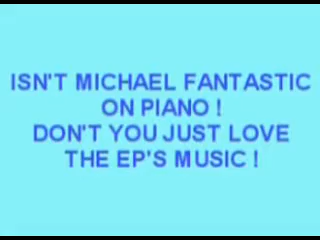 ISN'T MICHAEL FANTASTIC
ON PIANO !
DON'T YOU JUST LOVE
THE EP'S MUSIC !